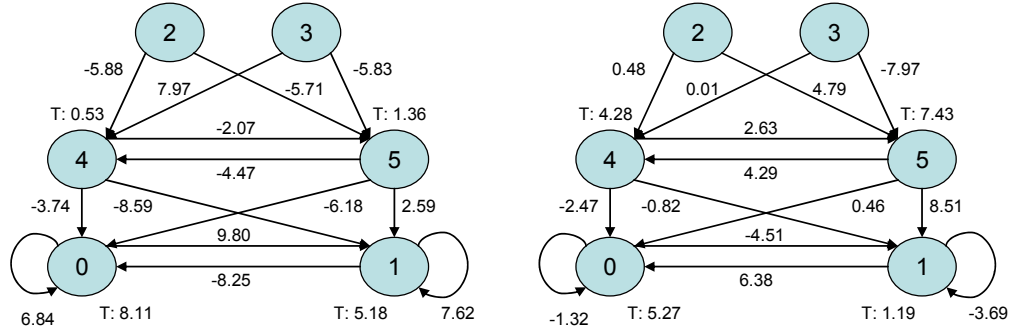 2 3 2 3
-5.88 7.97 -5.71 -5.83 0.48 0.01 4.79 -7.97
T: 0.53 T: 1.36 T: 4.28 T: 7.43
-2.07 2.63
4 5 4 5
-4.47 4.29
-3.74 -8.59 -6.18 2.59 -2.47 -0.82 0.46 8.51
9.80 -4.51
0 1 0 1
-8.25 6.38
6.84 T: 8.11 T: 5.18 7.62 -1.32 T: 5.27 T: 1.19 -3.69